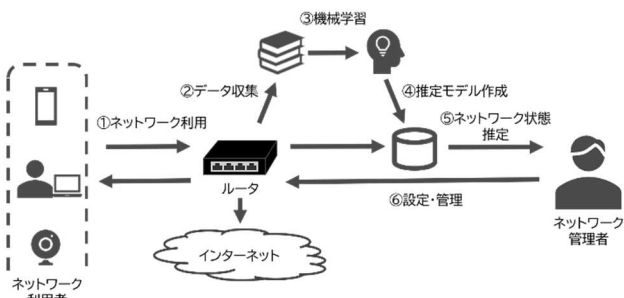 ③機械学習
②データ収集
④推定モデル作成
①ネットワーク利用
⑤ネットワーク状態
推定
ルータ
⑥設定・管理
インターネット
ネットワーク
管理者
ネットワーク
利用者